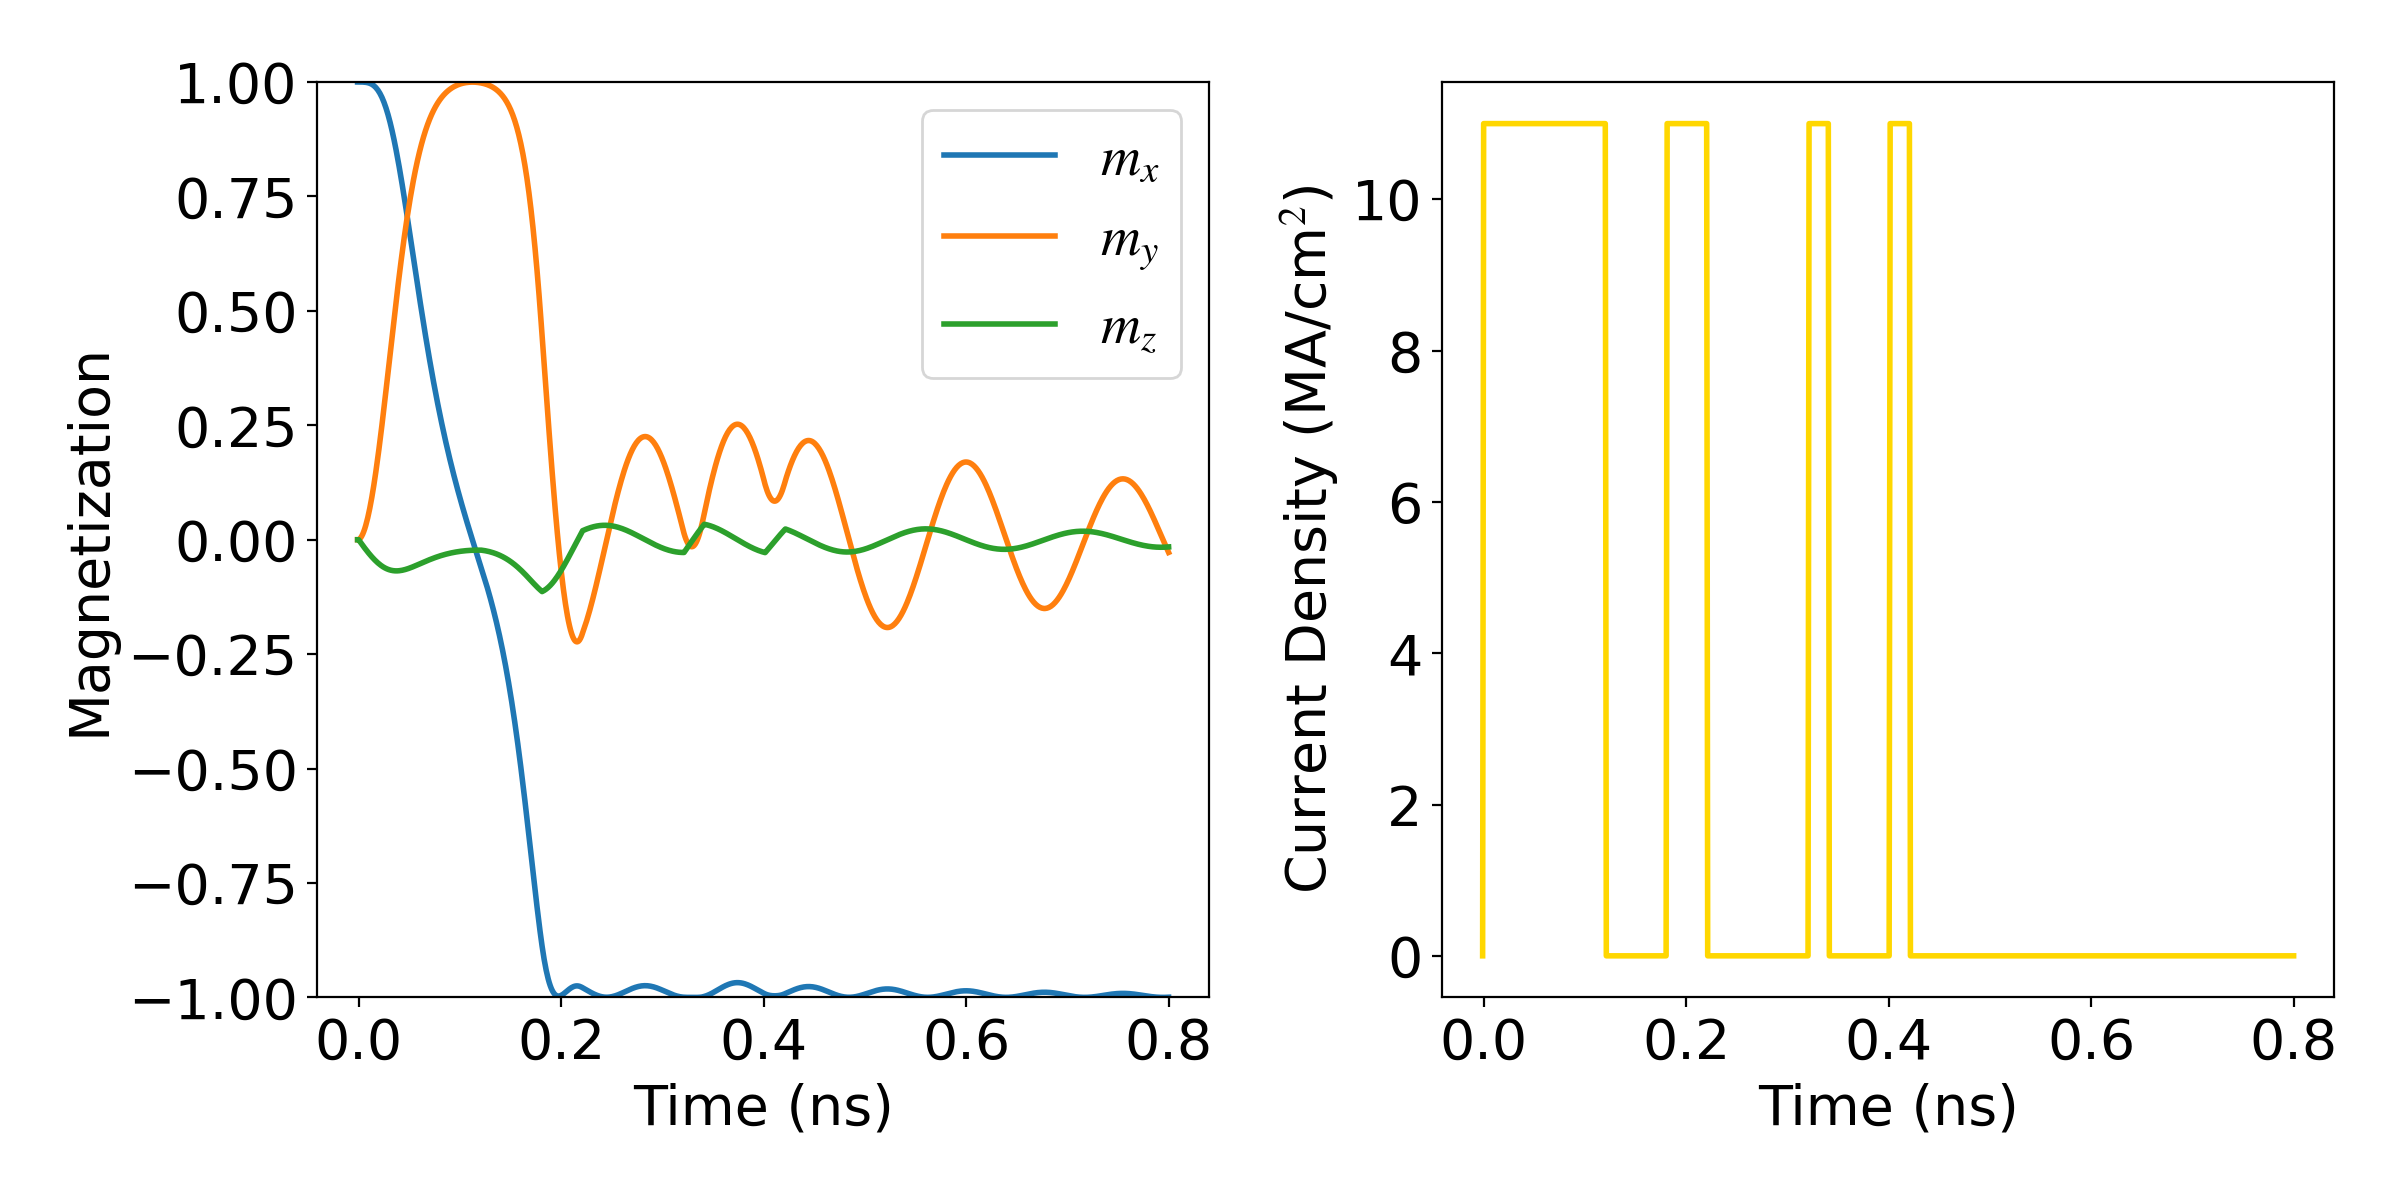 Magnetization
1.00
0.75
0.50
0.25
0.00
−0.25
−0.50
−0.75
−1.00
0.0 0.2 0.4 0.6 0.8
Time (ns)
m_x
m_y
m_z
Current Density (MA/cm²)
10
8
6
4
2
0
0.0 0.2 0.4 0.6 0.8
Time (ns)